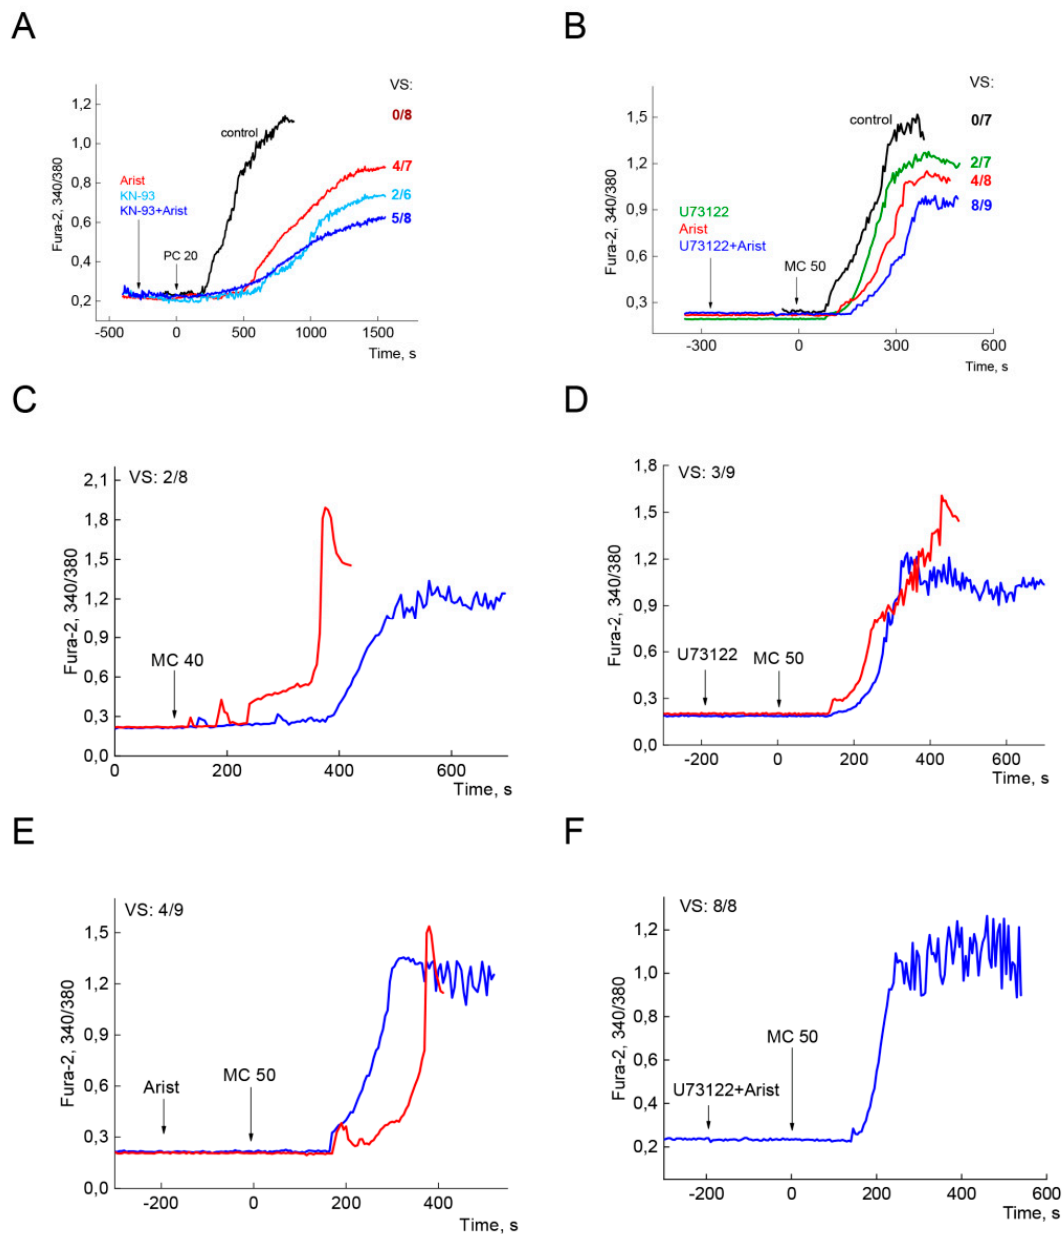 A
VS:
1,2
0/8
control
1,0
4/7
0,8
2/6
5/8
0,6
Arist
KN-93
KN-93+Arist
0,4
PC 20
0,2
Fura-2, 340/380
-500 0 500 1000 1500
Time, s
B
VS:
1,5
control
0/7
1,2
2/7
4/8
0,9
8/9
U73122
Arist
U73122+Arist
0,6
MC 50
0,3
Fura-2, 340/380
-300 0 300 600
Time, s
C
VS: 2/8
2,1
1,8
1,5
1,2
0,9
MC 40
0,6
0,3
0,0
Fura-2, 340/380
0 200 400 600
Time, s
D
1,8
VS: 3/9
1,5
1,2
0,9
U73122
MC 50
0,6
0,3
0,0
Fura-2, 340/380
-200 0 200 400 600
Time, s
E
VS: 4/9
1,5
1,2
0,9
Arist
MC 50
0,6
0,3
0,0
Fura-2, 340/380
-200 0 200 400
Time, s
F
VS: 8/8
1,2
1,0
0,8
MC 50
0,6
U73122+Arist
0,4
0,2
Fura-2, 340/380
-200 0 200 400 600
Time, s